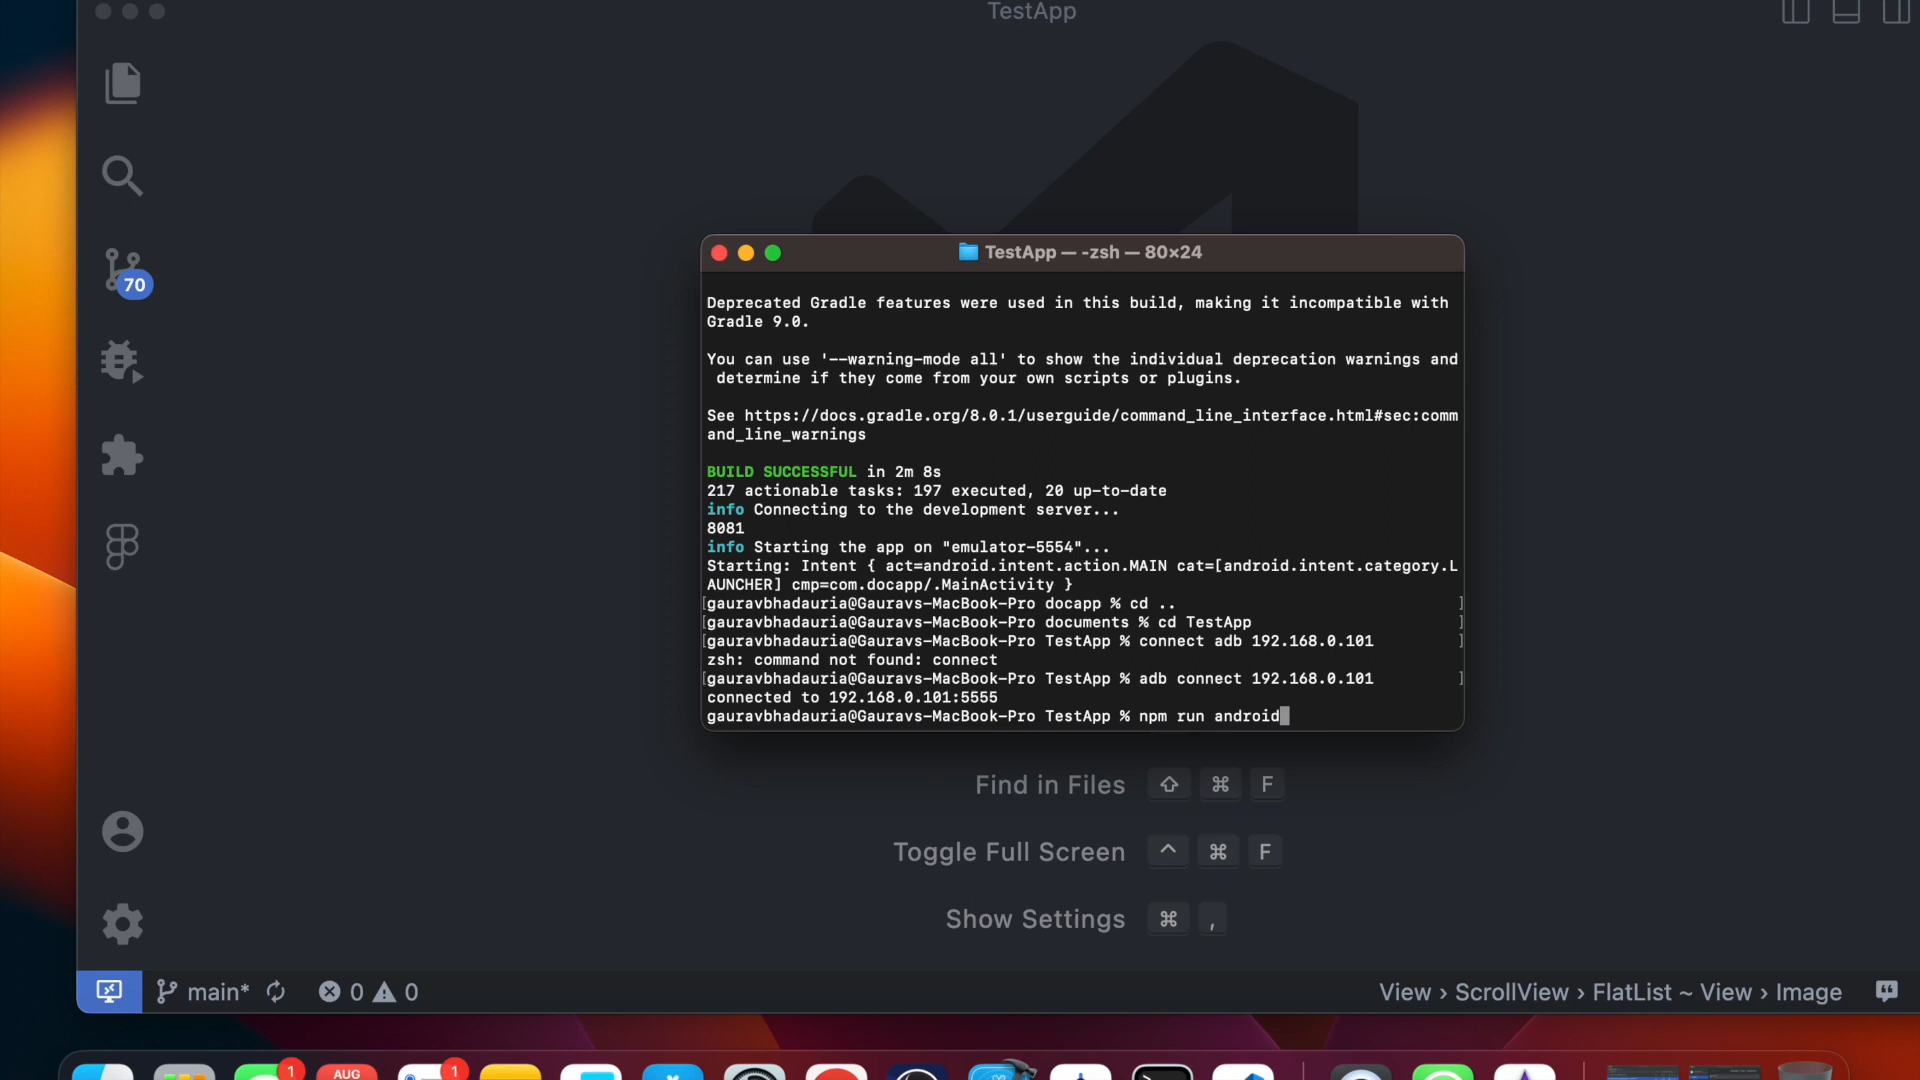 TestApp
70
TestApp — -zsh — 80×24
Deprecated Gradle features were used in this build, making it incompatible with
Gradle 9.0.
You can use '--warning-mode all' to show the individual deprecation warnings and
determine if they come from your own scripts or plugins.
See https://docs.gradle.org/8.0.1/userguide/command_line_interface.html#sec:comm
and_line_warnings
BUILD SUCCESSFUL in 2m 8s
217 actionable tasks: 197 executed, 20 up-to-date
info Connecting to the development server...
8081
info Starting the app on "emulator-5554"...
Starting: Intent { act=android.intent.action.MAIN cat=[android.intent.category.L
AUNCHER] cmp=com.docapp/.MainActivity }
[gauravbhadauria@Gauravs-MacBook-Pro docapp % cd .. ]
[gauravbhadauria@Gauravs-MacBook-Pro documents % cd TestApp ]
[gauravbhadauria@Gauravs-MacBook-Pro TestApp % connect adb 192.168.0.101 ]
zsh: command not found: connect
[gauravbhadauria@Gauravs-MacBook-Pro TestApp % adb connect 192.168.0.101 ]
connected to 192.168.0.101:5555
gauravbhadauria@Gauravs-MacBook-Pro TestApp % npm run android
Find in Files ⇧ ⌘ F
Toggle Full Screen ^ ⌘ F
Show Settings ⌘ ,
main* 0 0
View › ScrollView › FlatList ~ View › Image
1
AUG
1